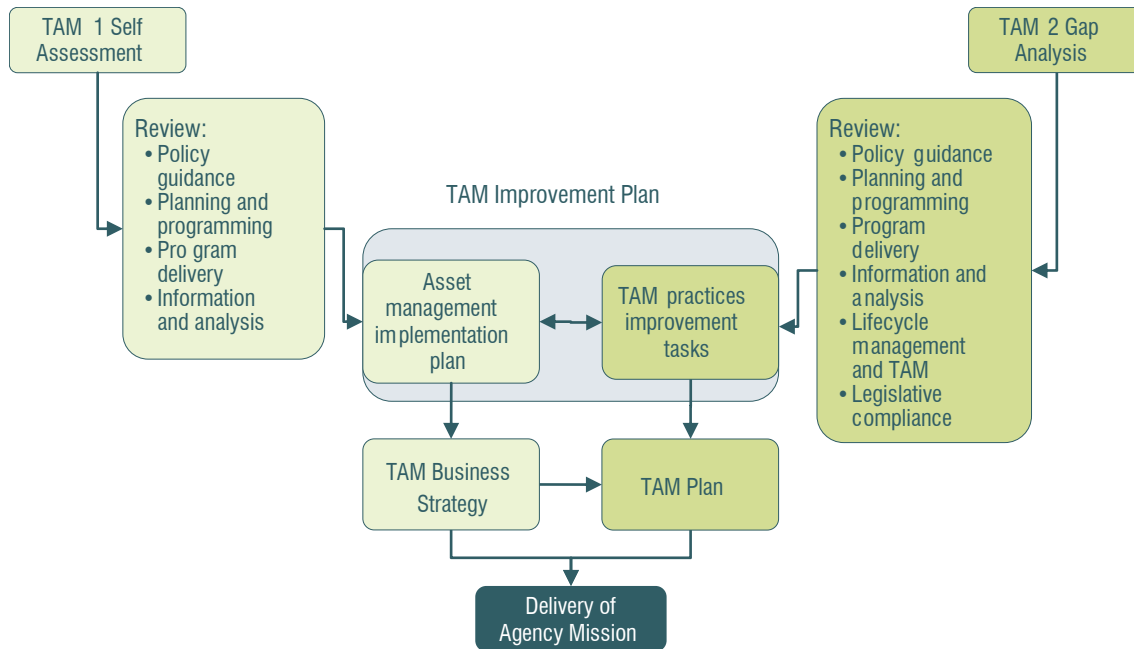 TAM 1 Self
Assessment
Review:
• Policy
guidance
• Planning and
programming
• Pro gram
delivery
• Information
and analysis
TAM Improvement Plan
Asset
management
implementation
plan
TAM practices
improvement
tasks
TAM 2 Gap
Analysis
Review:
• Policy guidance
• Planning and
programming
• Program
delivery
• Information and
analysis
• Lifecycle
management
and TAM
• Legislative
compliance
TAM Business
Strategy
TAM Plan
Delivery of
Agency Mission